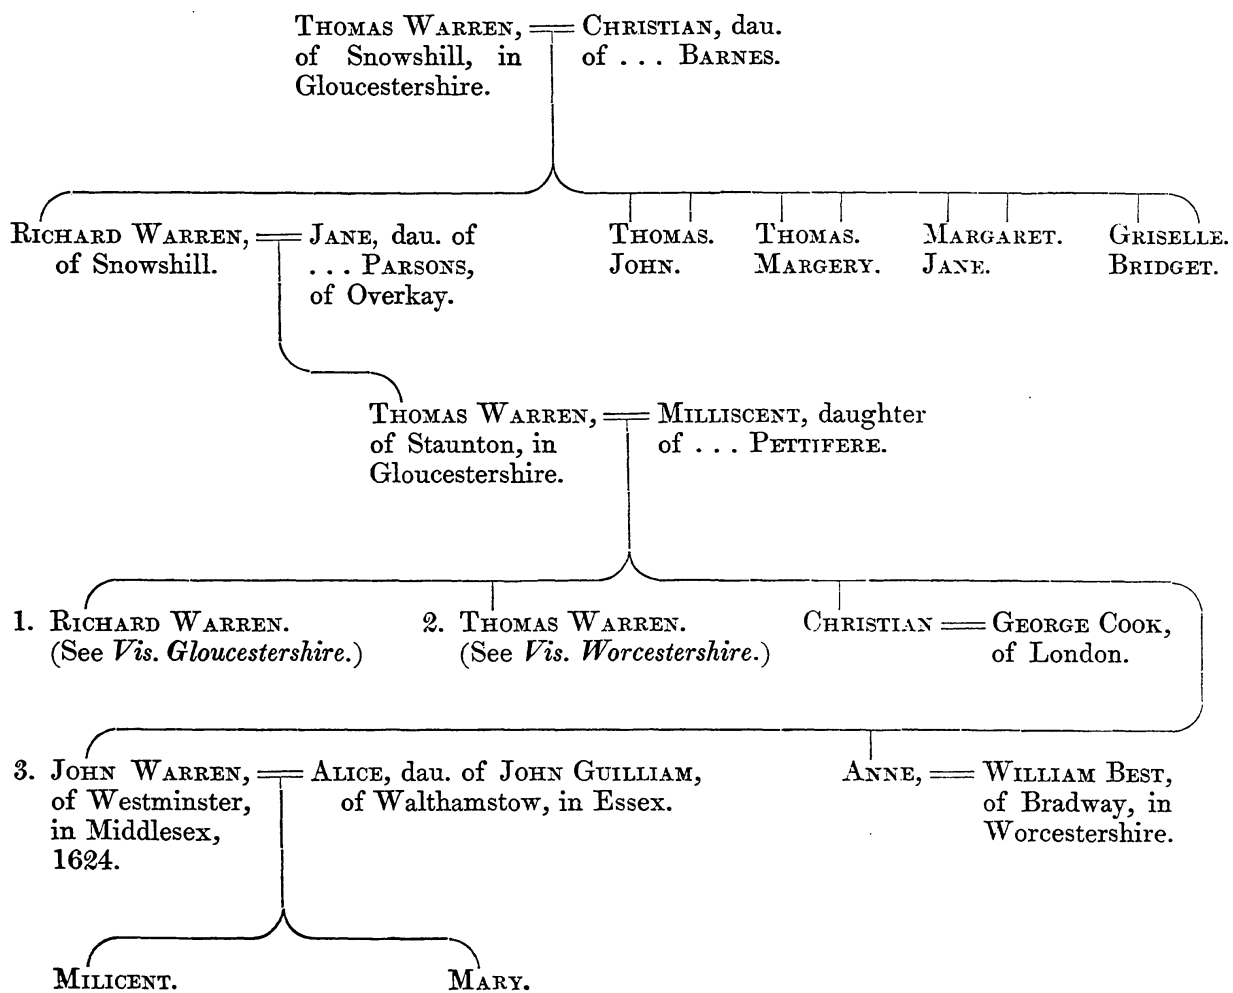 THOMAS WARREN, CHRISTIAN, dau.
of Snowshill, in of ... BARNES.
Gloucestershire.
RICHARD WARREN, JANE, dau. of THOMAS. THOMAS. MARGARET. GRISELLE.
of Snowshill. ... PARSONS, JOHN. MARGERY. JANE. BRIDGET.
of Overkay.
THOMAS WARREN, MILLISCENT, daughter
of Staunton, in of ... PETTIFERE.
Gloucestershire.
1. RICHARD WARREN. 2. THOMAS WARREN. CHRISTIAN GEORGE COOK,
(See Vis. Gloucestershire.) (See Vis. Worcestershire.) of London.
3. JOHN WARREN, ALICE, dau. of JOHN GUILLIAM, ANNE, WILLIAM BEST,
of Westminster, of Walthamstow, in Essex. of Bradway, in
in Middlesex, Worcestershire.
1624.
MILICENT. MARY.